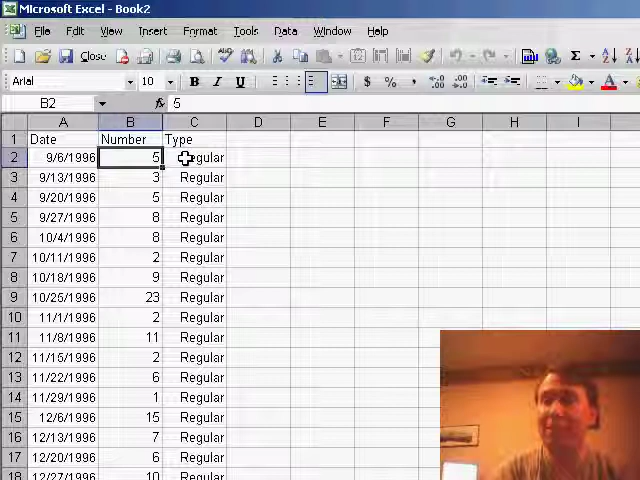 Microsoft Excel - Book2
File Edit View Insert Format Tools Data Window Help
Close
Arial 10 B I U $ % ,
B2 fx 5
A B C D E F G H I
1 Date Number Type
2 9/6/1996 5 Regular
3 9/13/1996 3 Regular
4 9/20/1996 5 Regular
5 9/27/1996 8 Regular
6 10/4/1996 8 Regular
7 10/11/1996 2 Regular
8 10/18/1996 9 Regular
9 10/25/1996 23 Regular
10 11/1/1996 2 Regular
11 11/8/1996 11 Regular
12 11/15/1996 2 Regular
13 11/22/1996 6 Regular
14 11/29/1996 1 Regular
15 12/6/1996 15 Regular
16 12/13/1996 7 Regular
17 12/20/1996 6 Regular
18 12/27/1996 10 Regular